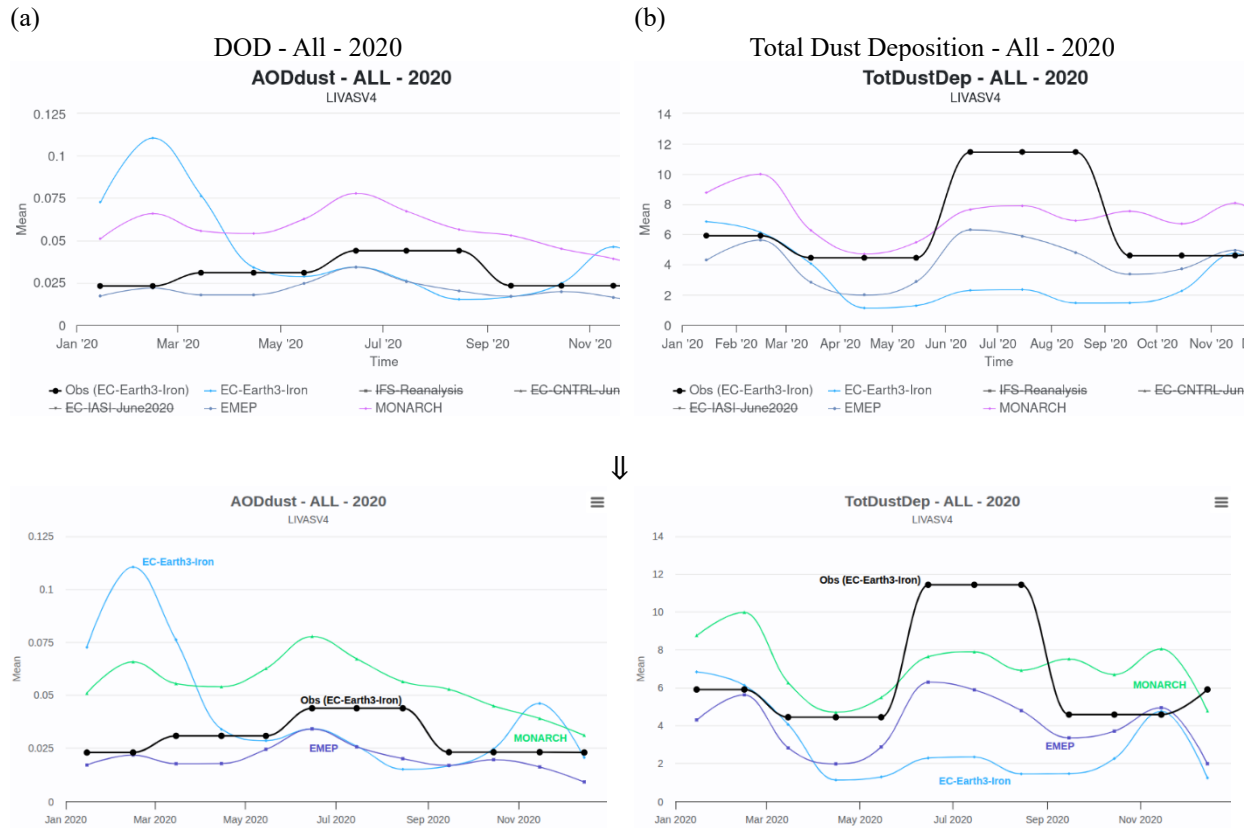 (a)
DOD - All - 2020
AODdust - ALL - 2020
LIVASV4
0.125
0.1
0.075
0.05
0.025
0
Mean
Jan '20 Mar '20 May '20 Jul '20 Sep '20 Nov '20
Time
Obs (EC-Earth3-Iron) EC-Earth3-Iron IFS-Reanalysis EC-CNTRL-Jun
EC-IASI-June2020 EMEP MONARCH
(b)
Total Dust Deposition - All - 2020
TotDustDep - ALL - 2020
LIVASV4
14
12
10
8
6
4
2
0
Mean
Jan '20 Feb '20 Mar '20 Apr '20 May '20 Jun '20 Jul '20 Aug '20 Sep '20 Oct '20 Nov '20 D
Time
Obs (EC-Earth3-Iron) EC-Earth3-Iron IFS-Reanalysis EC-CNTRL-Jun
EC-IASI-June2020 EMEP MONARCH
⇓
AODdust - ALL - 2020
LIVASV4
0.125
0.1
0.075
0.05
0.025
0
Mean
EC-Earth3-Iron
Obs (EC-Earth3-Iron)
MONARCH
EMEP
Jan 2020 Mar 2020 May 2020 Jul 2020 Sep 2020 Nov 2020
TotDustDep - ALL - 2020
LIVASV4
14
12
10
8
6
4
2
0
Mean
Obs (EC-Earth3-Iron)
MONARCH
EMEP
EC-Earth3-Iron
Jan 2020 Mar 2020 May 2020 Jul 2020 Sep 2020 Nov 2020